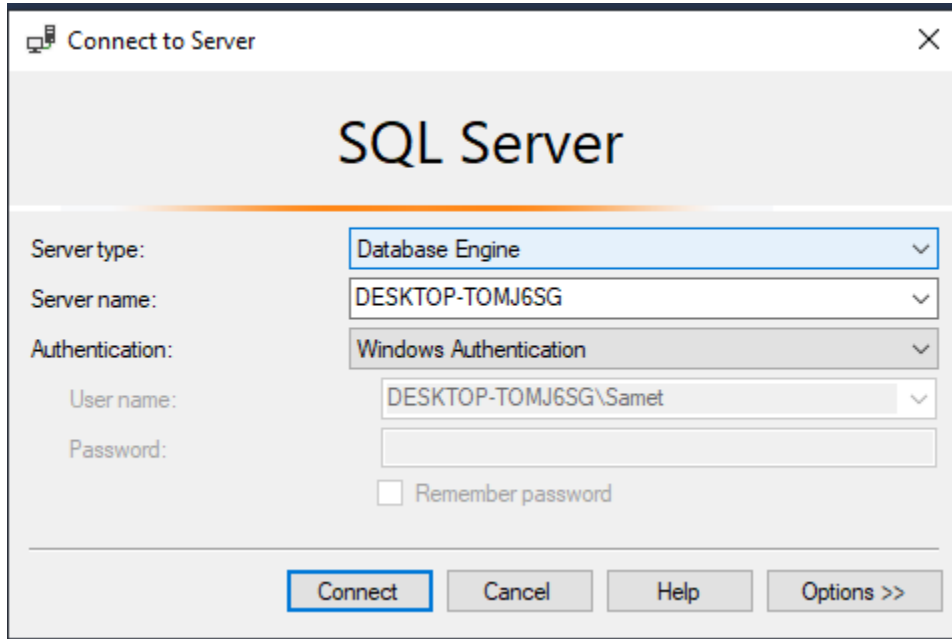 Connect to Server
SQL Server
Server type: Database Engine
Server name: DESKTOP-TOMJ6SG
Authentication: Windows Authentication
User name: DESKTOP-TOMJ6SG\Samet
Password:
Remember password
Connect Cancel Help Options >>